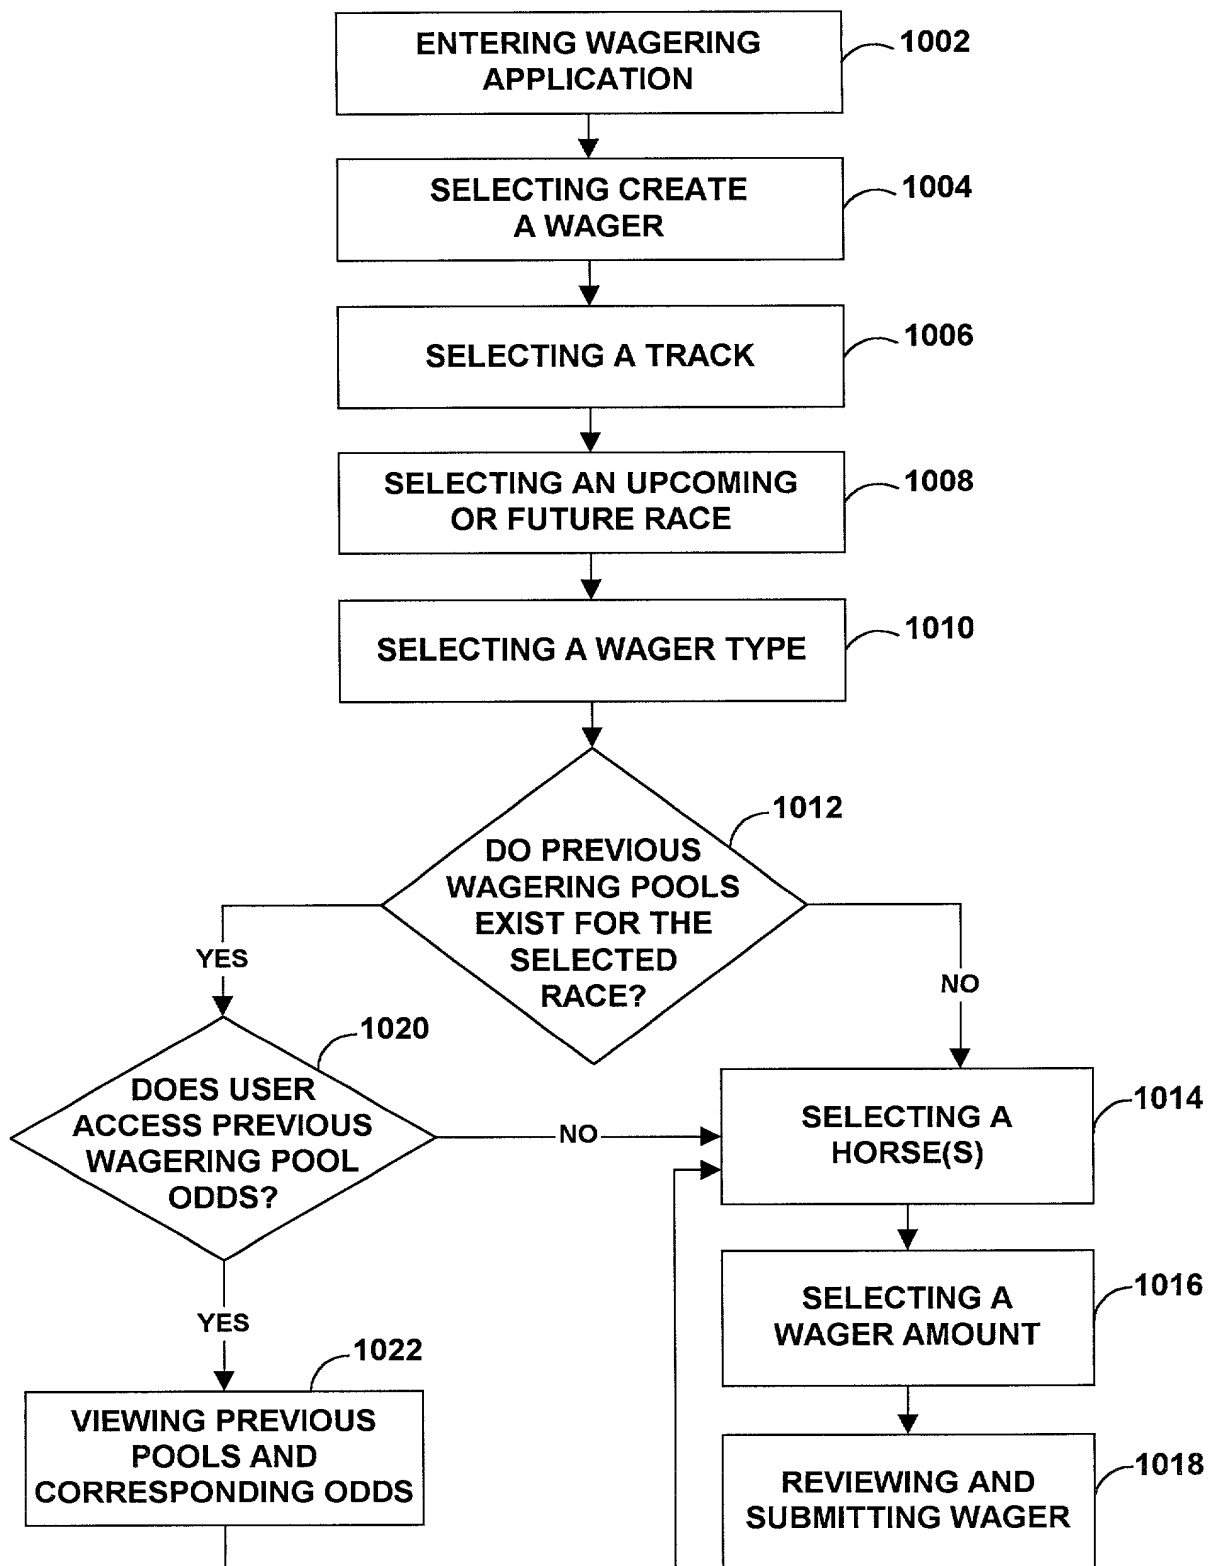 ENTERING WAGERING
APPLICATION
1002
SELECTING CREATE
A WAGER
1004
SELECTING A TRACK
1006
SELECTING AN UPCOMING
OR FUTURE RACE
1008
SELECTING A WAGER TYPE
1010
1012
DO PREVIOUS
WAGERING POOLS
EXIST FOR THE
SELECTED
RACE?
YES
NO
1020
DOES USER
ACCESS PREVIOUS
WAGERING POOL
ODDS?
NO
SELECTING A
HORSE(S)
1014
YES
SELECTING A
WAGER AMOUNT
1016
1022
VIEWING PREVIOUS
POOLS AND
CORRESPONDING ODDS
REVIEWING AND
SUBMITTING WAGER
1018